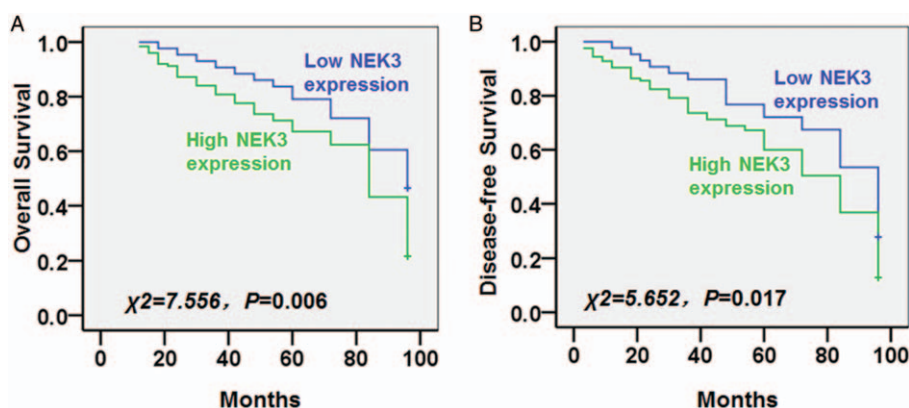 A
Overall Survival
1.0
0.8
0.6
0.4
0.2
0.0
Low NEK3
expression
High NEK3
expression
χ2=7.556, P=0.006
0 20 40 60 80 100
Months
B
Disease-free Survival
1.0
0.8
0.6
0.4
0.2
0.0
Low NEK3
expression
High NEK3
expression
χ2=5.652, P=0.017
0 20 40 60 80 100
Months